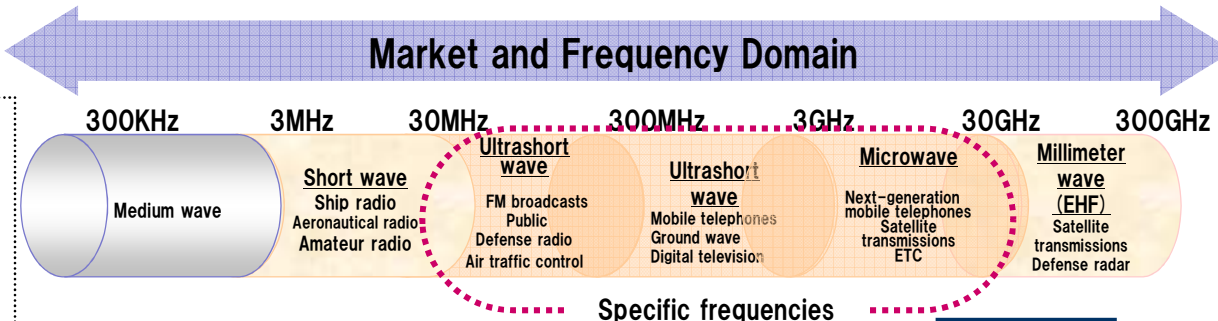 Market and Frequency Domain
300KHz 3MHz 30MHz 300MHz 3GHz 30GHz 300GHz
Medium wave
Short wave
Ship radio
Aeronautical radio
Amateur radio
Ultrashort
wave
FM broadcasts
Public
Defense radio
Air traffic control
Ultrashort
wave
Mobile telephones
Ground wave
Digital television
Microwave
Next-generation
mobile telephones
Satellite
transmissions
ETC
Millimeter
wave
(EHF)
Satellite
transmissions
Defense radar
Specific frequencies